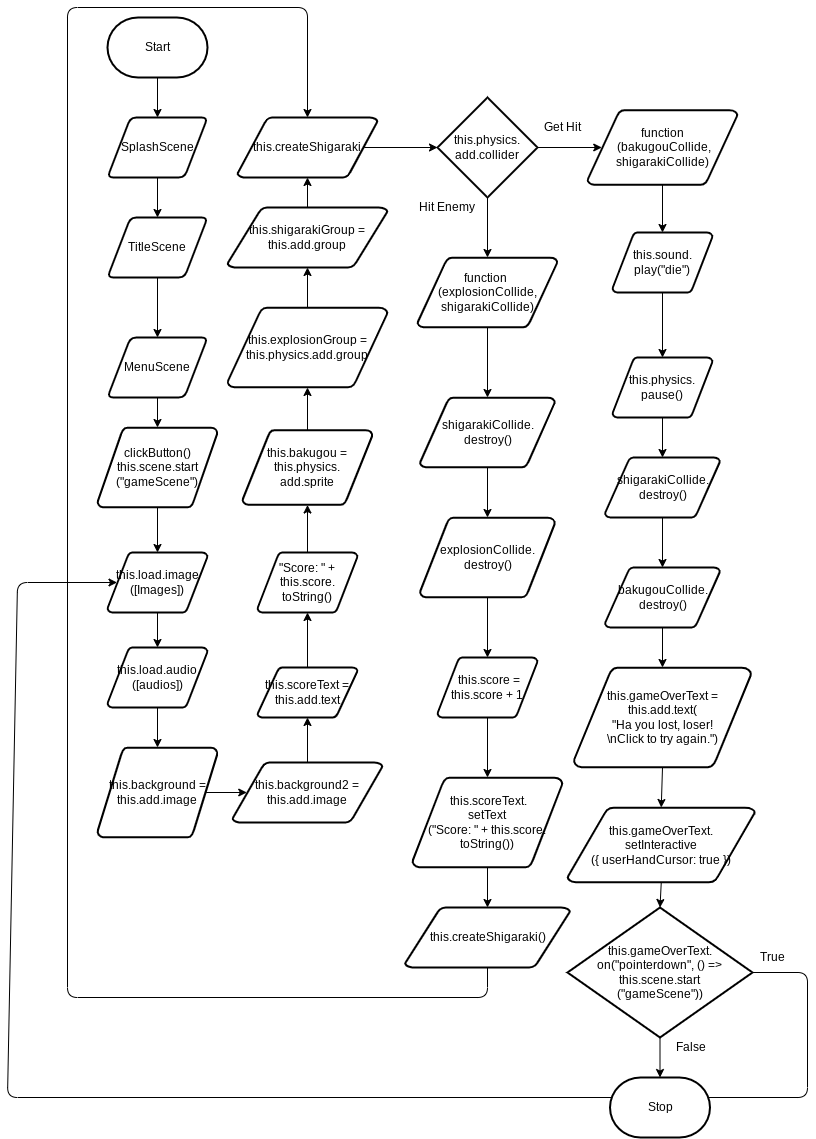 Start
SplashScene
TitleScene
MenuScene
clickButton()
this.scene.start
("gameScene")
this.load.image
([Images])
this.load.audio
([audios])
this.background =
this.add.image
this.background2 =
this.add.image
this.scoreText =
this.add.text
"Score: " +
this.score.
toString()
this.bakugou =
this.physics.
add.sprite
this.explosionGroup =
this.physics.add.group
this.shigarakiGroup =
this.add.group
this.createShigaraki
this.physics.
add.collider
Hit Enemy
function
(explosionCollide,
shigarakiCollide)
shigarakiCollide.
destroy()
explosionCollide.
destroy()
this.score =
this.score + 1
this.scoreText.
setText
("Score: " + this.score.
toString())
this.createShigaraki()
Get Hit
function
(bakugouCollide,
shigarakiCollide)
this.sound.
play("die")
this.physics.
pause()
shigarakiCollide.
destroy()
bakugouCollide.
destroy()
this.gameOverText =
this.add.text(
"Ha you lost, loser!
\nClick to try again.")
this.gameOverText.
setInteractive
({ userHandCursor: true })
this.gameOverText.
on("pointerdown", () =>
this.scene.start
("gameScene"))
True
False
Stop